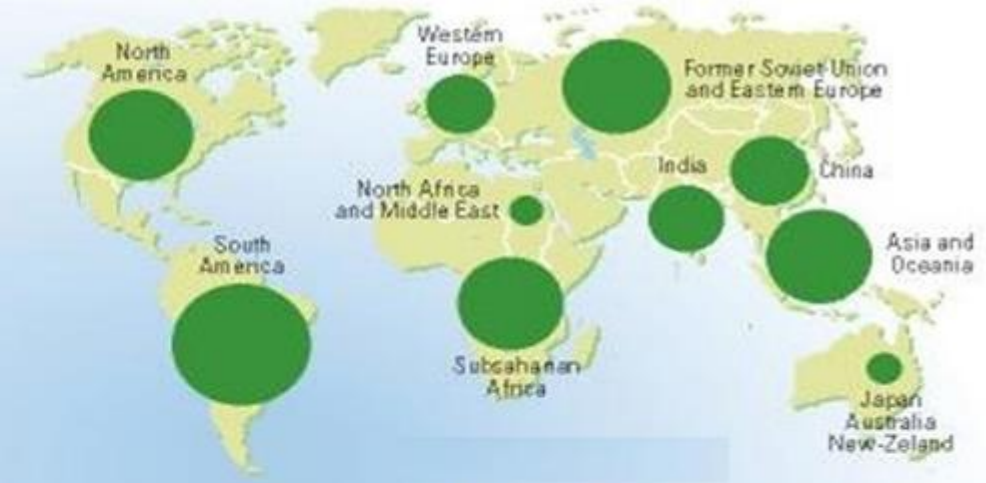 North
America
Western
Europe
Former Soviet Union
and Eastern Europe
India
China
North Africa
and Middle East
South
America
Asia and
Oceania
Subsaharian
Africa
Japan
Australia
New-Zeland